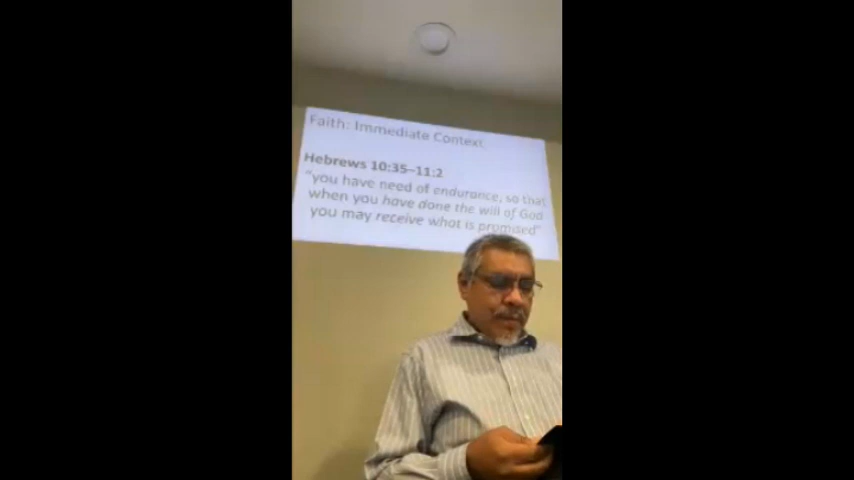 Faith: Immediate Context
Hebrews 10:35–11:2
"you have need of endurance, so that
when you have done the will of God
you may receive what is promised"